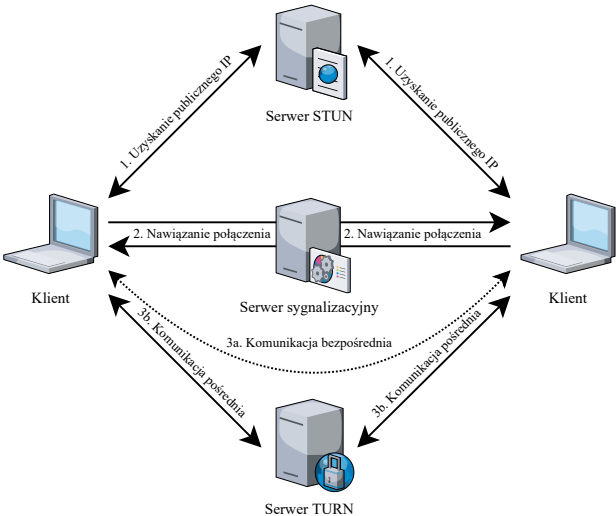 Serwer STUN
1. Uzyskanie publicznego IP
1. Uzyskanie publicznego IP
2. Nawiązanie połączenia
2. Nawiązanie połączenia
Klient
Serwer sygnalizacyjny
Klient
3a. Komunikacja bezpośrednia
3b. Komunikacja pośrednia
3b. Komunikacja pośrednia
Serwer TURN